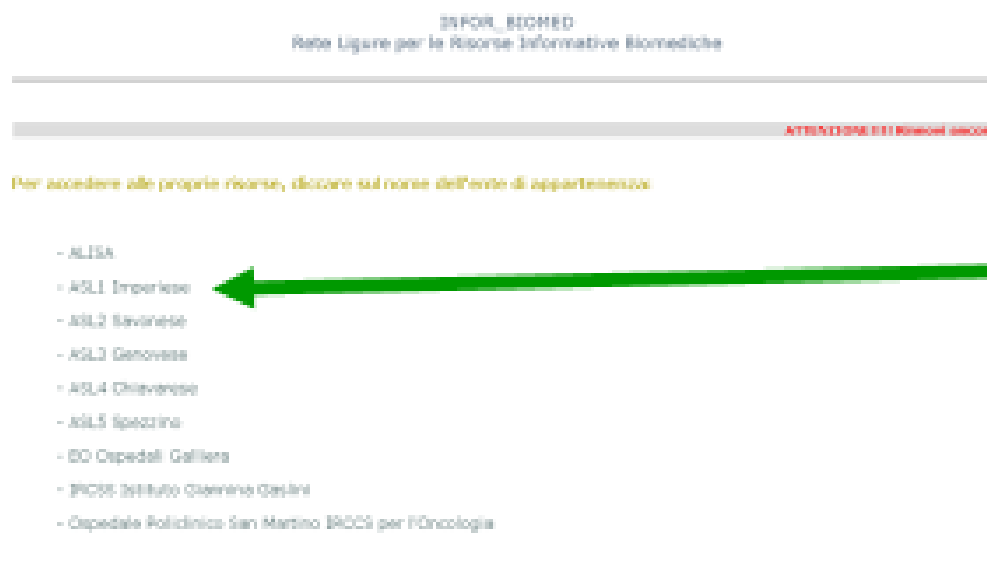 INFOR_BIOMED
Rete Ligure per le Risorse Informative Biomediche
ATTENZIONE!!!!
Per accedere alle proprie risorse, cliccare sul nome dell'ente di appartenenza:
- ALISA
- ASL1 Imperiese
- ASL2 Savonese
- ASL3 Genovese
- ASL4 Chiavarese
- ASL5 Spezzino
- EO Ospedali Galliera
- IRCSS Istituto Giannina Gaslini
- Ospedale Policlinico San Martino IRCCS per l'Oncologia